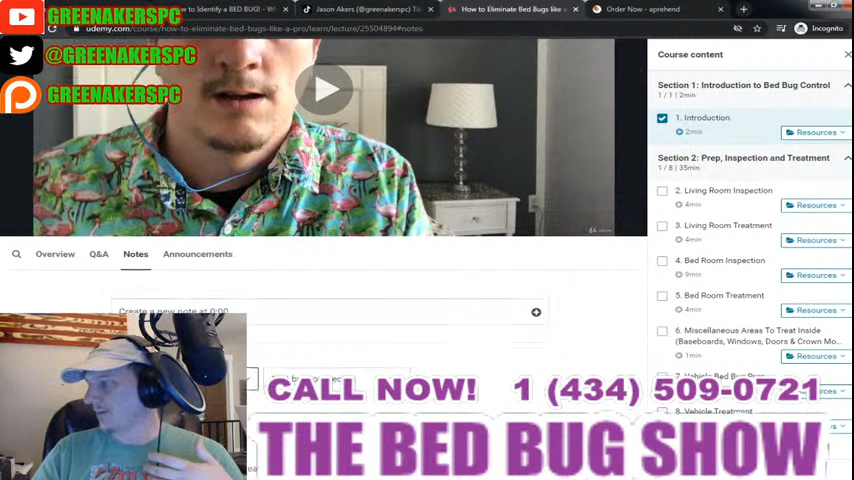 GREENAKERSPC
@GREENAKERSPC
GREENAKERSPC
How to Identify a BED BUG! - W
Jason Akers (@greenakerspc) T
How to Eliminate Bed Bugs like
Order Now - aprehend
udemy.com/course/how-to-eliminate-bed-bugs-like-a-pro/learn/lecture/25504894#notes
Incognito
Course content
Section 1: Introduction to Bed Bug Control
1 / 1 | 2min
1. Introduction
2min
Resources
Section 2: Prep, Inspection and Treatment
1 / 8 | 35min
2. Living Room Inspection
4min
Resources
3. Living Room Treatment
4min
Resources
4. Bed Room Inspection
9min
Resources
5. Bed Room Treatment
4min
Resources
6. Miscellaneous Areas To Treat Inside
(Baseboards, Windows, Doors & Crown Mo...
1min
Resources
8. Vehicle Treatment
Overview Q&A Notes Announcements
Create a new note at 0:00
CALL NOW! 1 (434) 509-0721
THE BED BUG SHOW